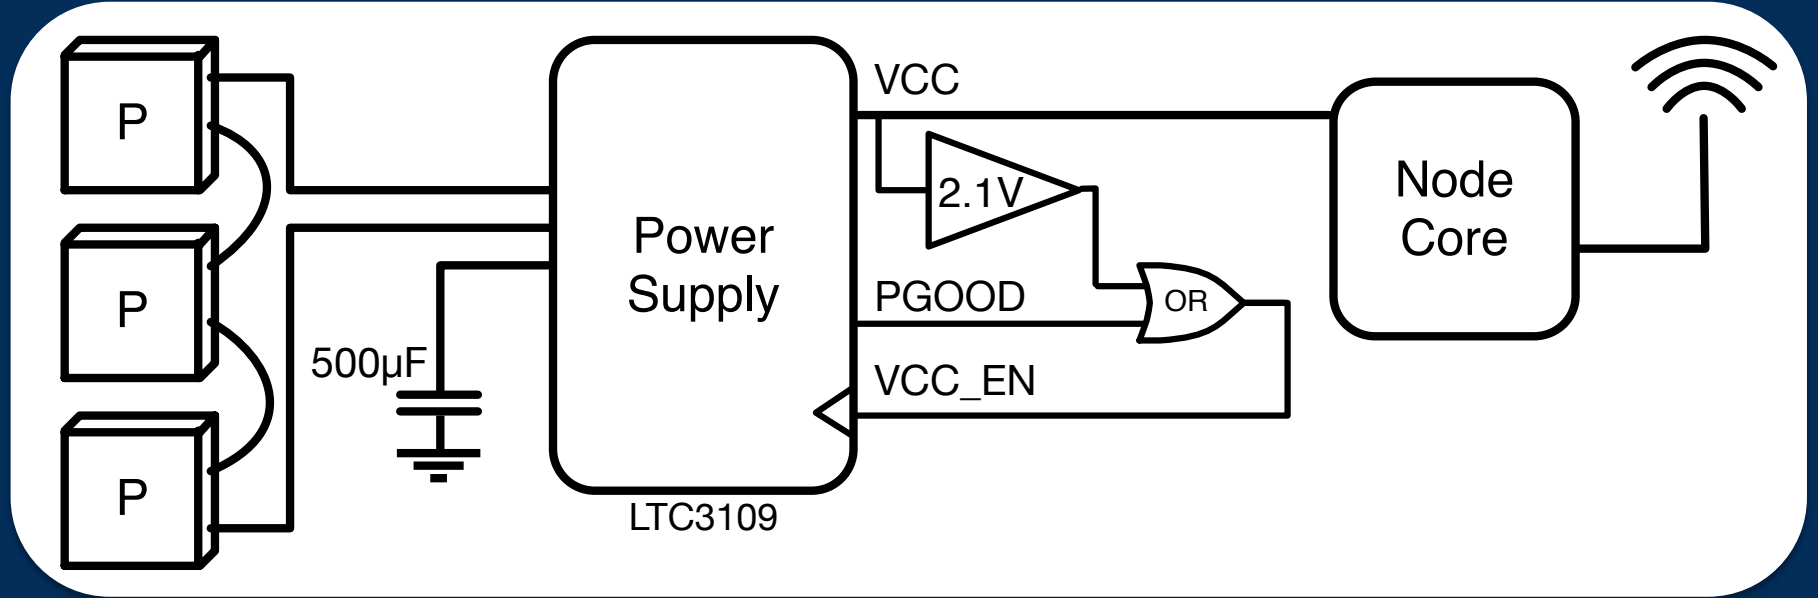 P
P
P
500µF
Power
Supply
LTC3109
VCC
2.1V
PGOOD
OR
VCC_EN
Node
Core